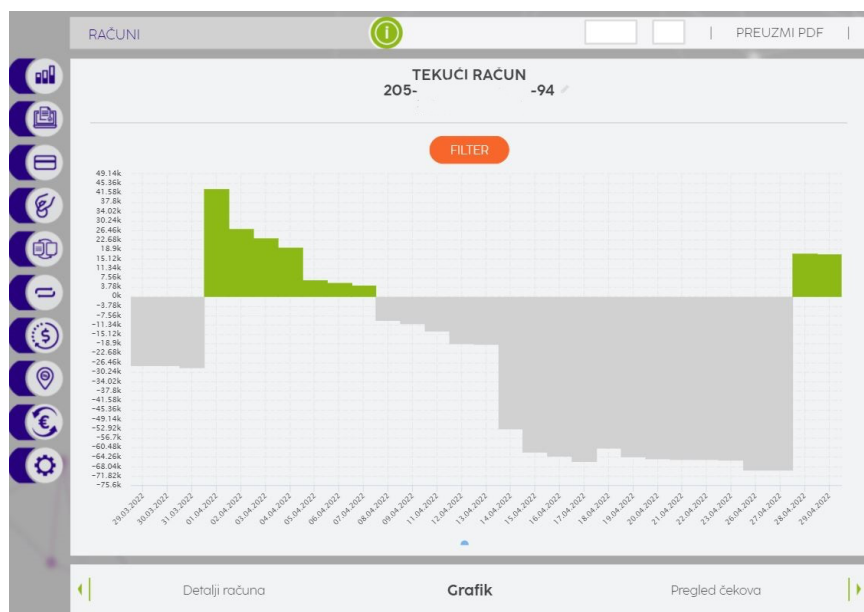 RAČUNI
i
| PREUZMI PDF |
TEKUĆI RAČUN
205- -94
FILTER
49.14k
45.36k
41.58k
37.8k
34.02k
30.24k
26.46k
22.68k
18.9k
15.12k
11.34k
7.56k
3.78k
0k
-3.78k
-7.56k
-11.34k
-15.12k
-18.9k
-22.68k
-26.46k
-30.24k
-34.02k
-37.8k
-41.58k
-45.36k
-49.14k
-52.92k
-56.7k
-60.48k
-64.26k
-68.04k
-71.82k
-75.6k
29.03.2022
30.03.2022
31.03.2022
01.04.2022
02.04.2022
03.04.2022
04.04.2022
05.04.2022
06.04.2022
07.04.2022
08.04.2022
09.04.2022
11.04.2022
12.04.2022
13.04.2022
14.04.2022
15.04.2022
16.04.2022
17.04.2022
18.04.2022
19.04.2022
20.04.2022
21.04.2022
22.04.2022
23.04.2022
26.04.2022
27.04.2022
28.04.2022
29.04.2022
Detalji računa
Grafik
Pregled čekova